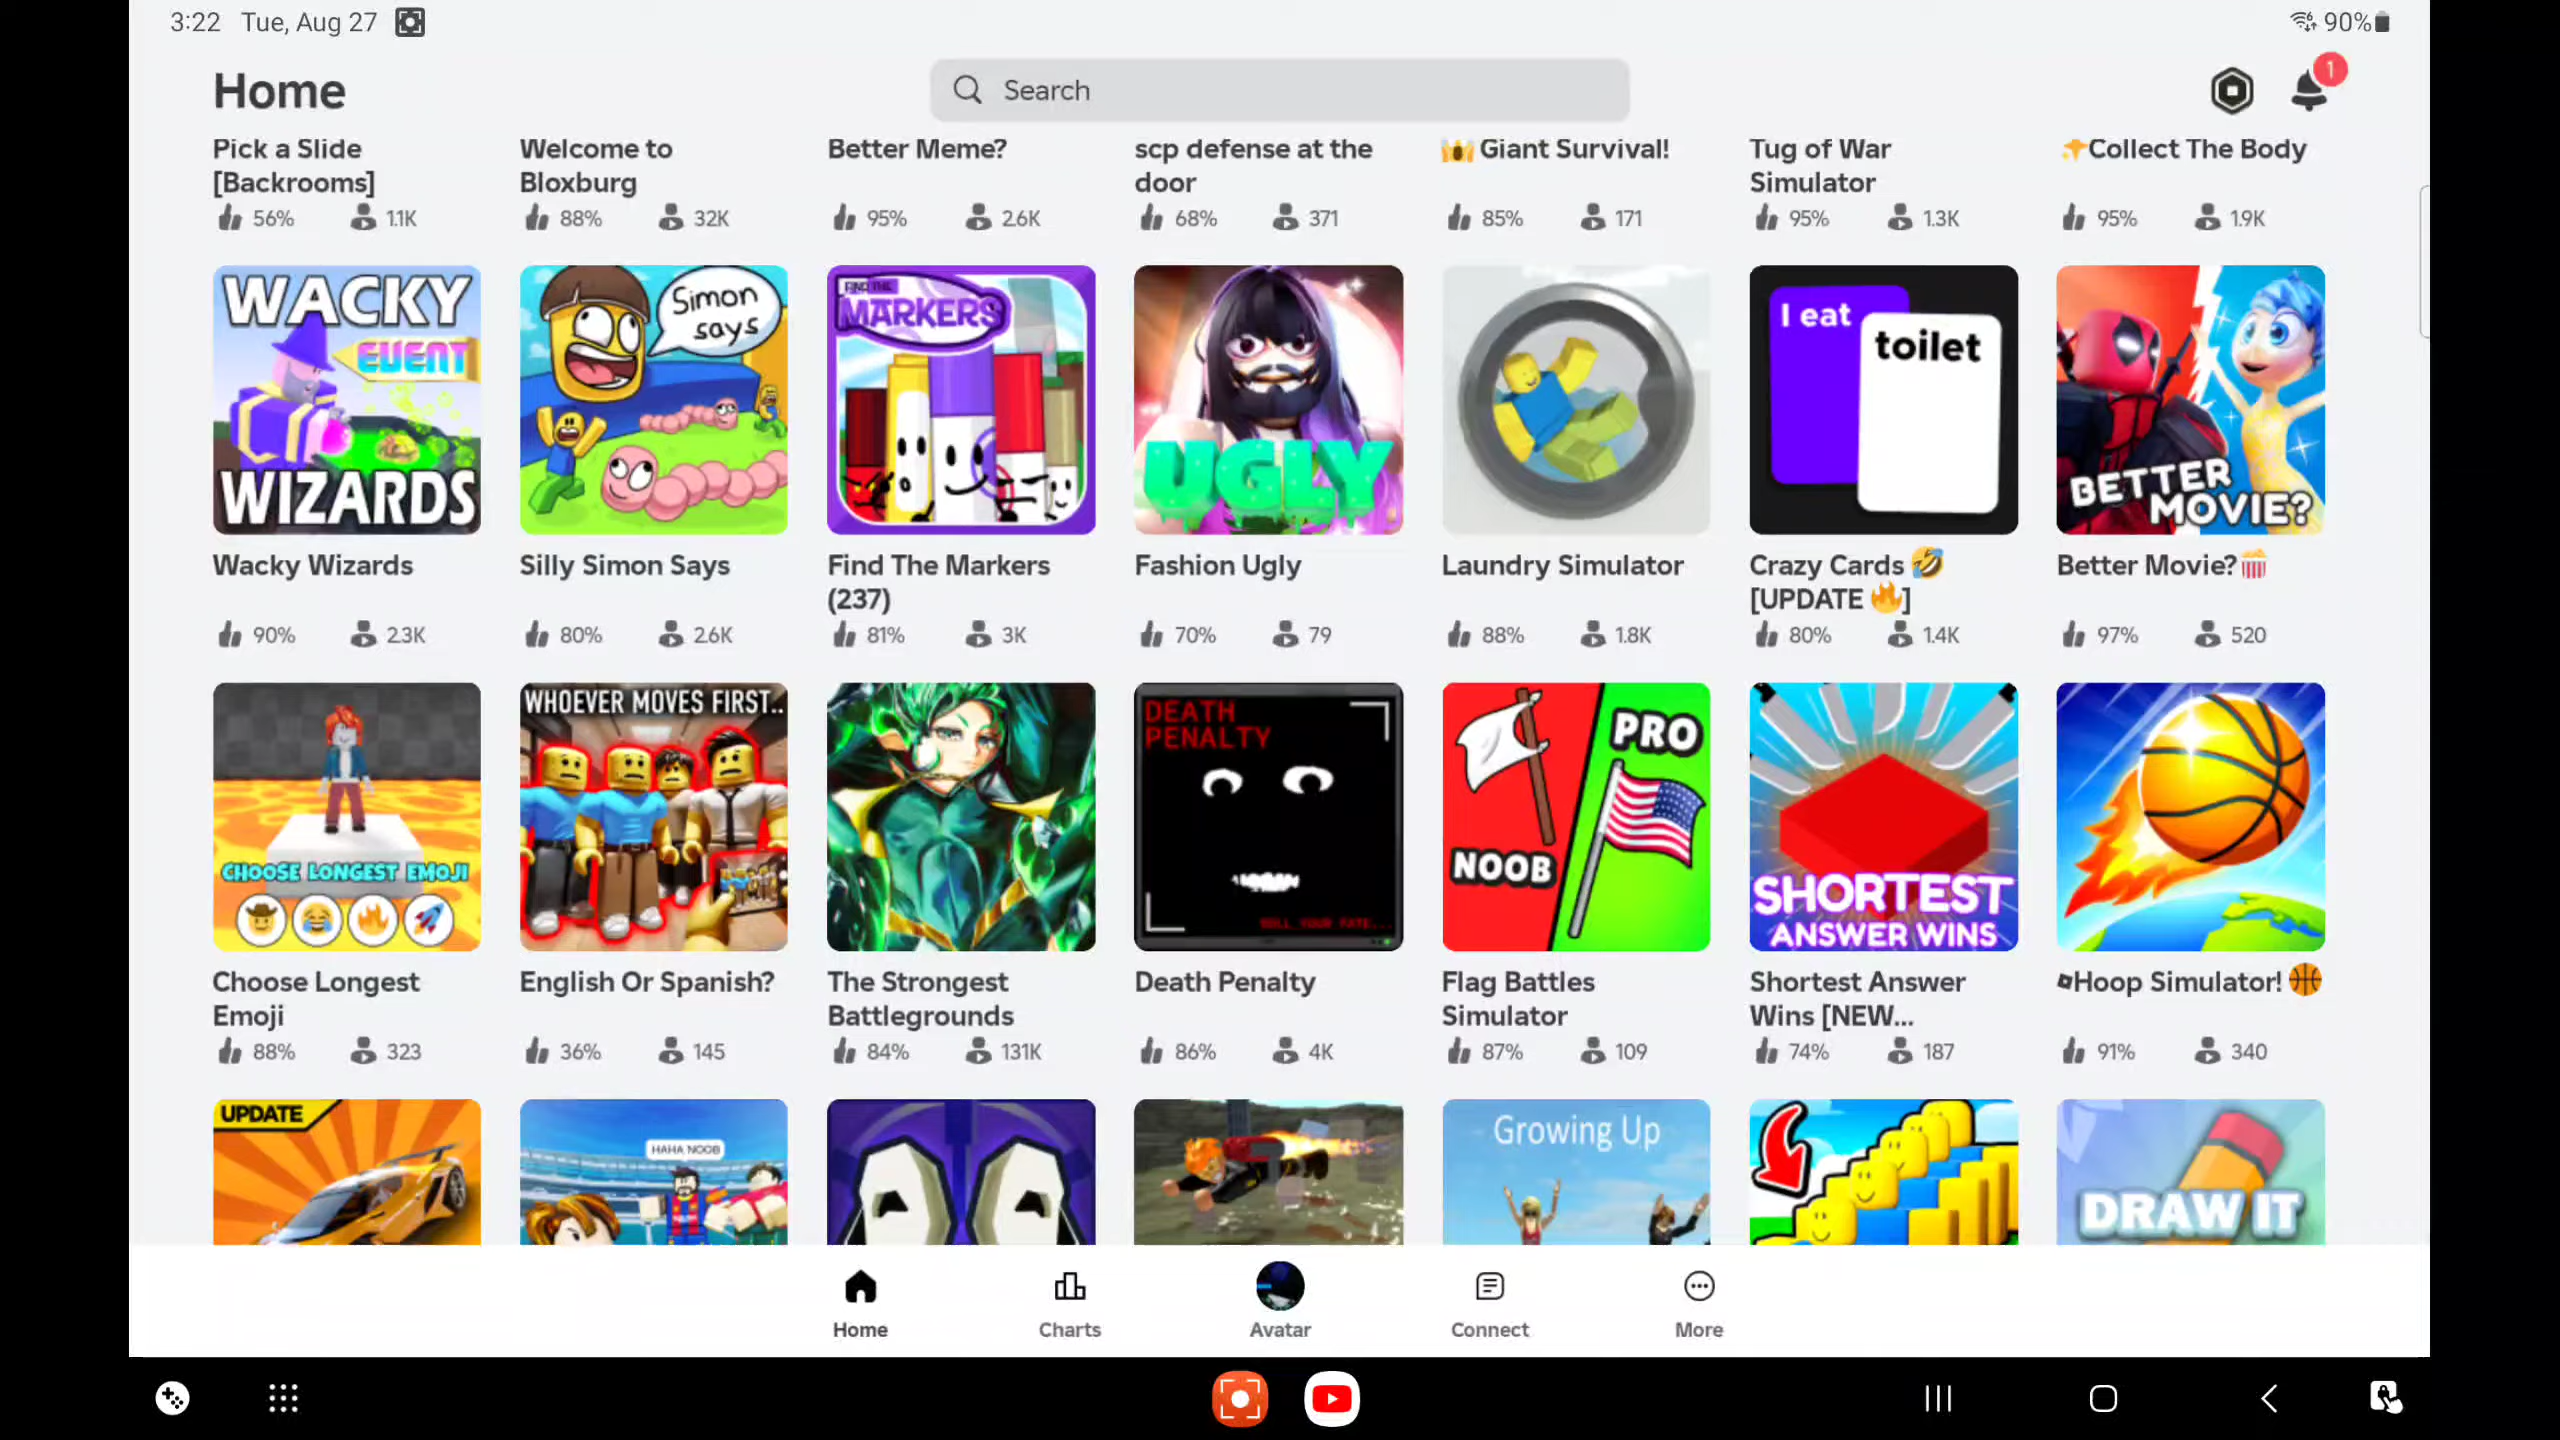 3:22 Tue, Aug 27
90%
Home
Search
1
Pick a Slide
[Backrooms]
56% 1.1K
Welcome to
Bloxburg
88% 32K
Better Meme?
95% 2.6K
scp defense at the
door
68% 371
Giant Survival!
85% 171
Tug of War
Simulator
95% 1.3K
Collect The Body
95% 1.9K
WACKY
EVENT
WIZARDS
Wacky Wizards
90% 2.3K
Simon
says
Silly Simon Says
80% 2.6K
FIND THE
MARKERS
Find The Markers
(237)
81% 3K
UGLY
Fashion Ugly
70% 79
Laundry Simulator
88% 1.8K
I eat
toilet
Crazy Cards 🤣
[UPDATE 🔥]
80% 1.4K
BETTER
MOVIE?
Better Movie?🍿
97% 520
CHOOSE LONGEST EMOJI
Choose Longest
Emoji
88% 323
WHOEVER MOVES FIRST..
English Or Spanish?
36% 145
The Strongest
Battlegrounds
84% 131K
DEATH
PENALTY
Death Penalty
86% 4K
NOOB
PRO
Flag Battles
Simulator
87% 109
SHORTEST
ANSWER WINS
Shortest Answer
Wins [NEW...
74% 187
Hoop Simulator! 🏀
91% 340
UPDATE
HAHA NOOB
Growing Up
DRAW IT
Home
Charts
Avatar
Connect
More